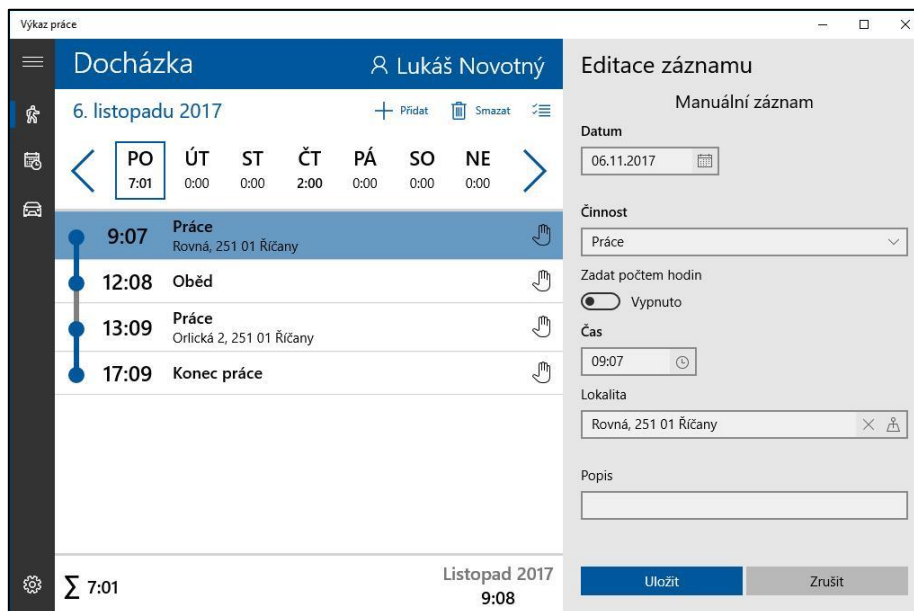 Výkaz práce
Docházka
Lukáš Novotný
6. listopadu 2017
Přidat
Smazat
PO ÚT ST ČT PÁ SO NE
7:01 0:00 0:00 2:00 0:00 0:00 0:00
9:07 Práce
Rovná, 251 01 Říčany
12:08 Oběd
13:09 Práce
Orlická 2, 251 01 Říčany
17:09 Konec práce
∑ 7:01
Listopad 2017
9:08
Editace záznamu
Manuální záznam
Datum
06.11.2017
Činnost
Práce
Zadat počtem hodin
Vypnuto
Čas
09:07
Lokalita
Rovná, 251 01 Říčany
Popis
Uložit
Zrušit